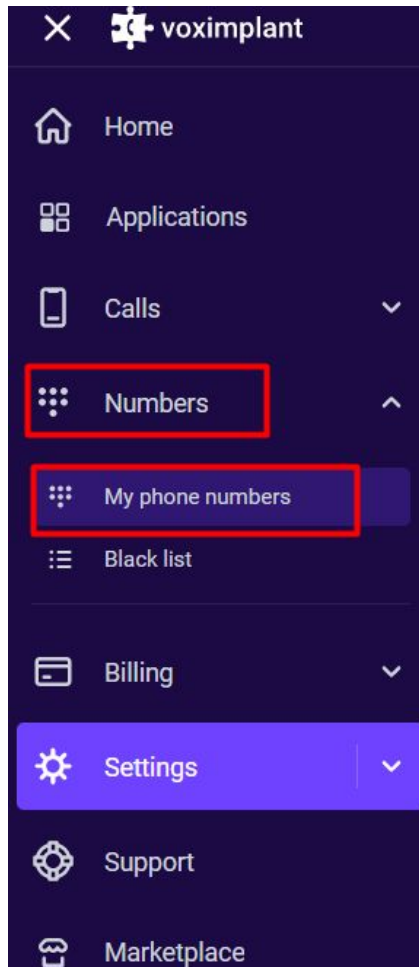 voximplant
Home
Applications
Calls
Numbers
My phone numbers
Black list
Billing
Settings
Support
Marketplace